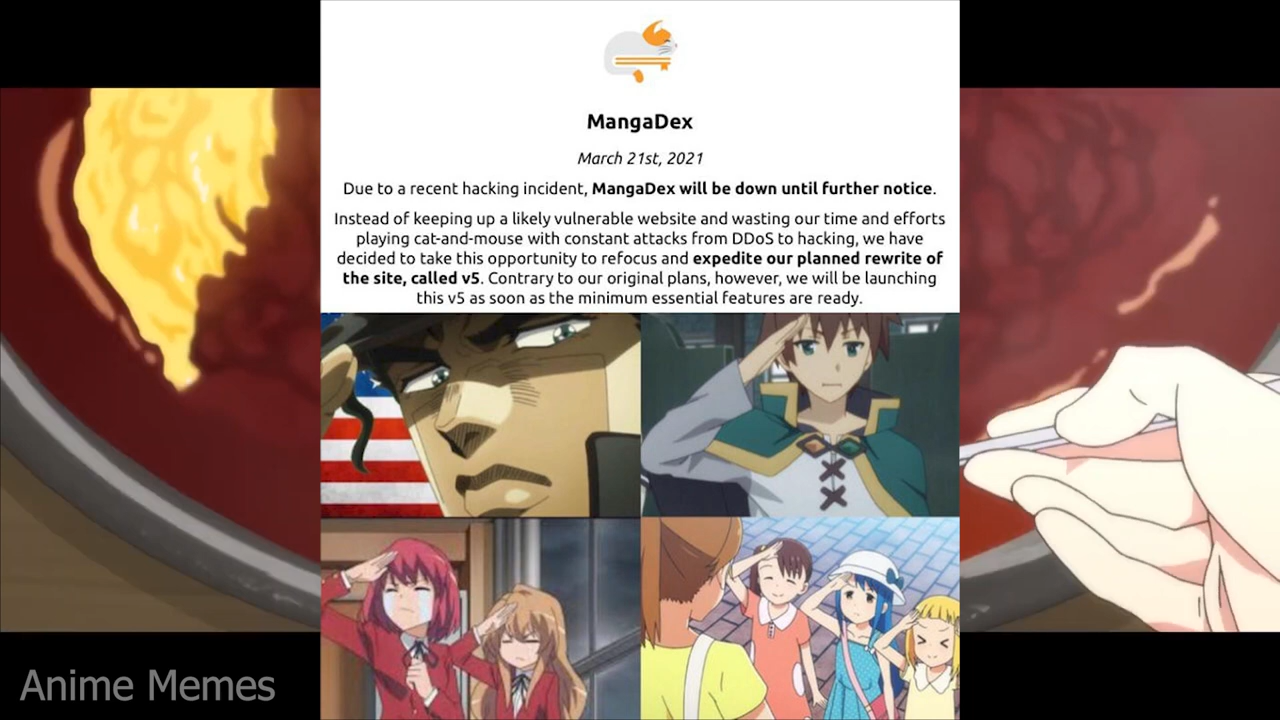 MangaDex
March 21st, 2021
Due to a recent hacking incident, MangaDex will be down until further notice.
Instead of keeping up a likely vulnerable website and wasting our time and efforts
playing cat-and-mouse with constant attacks from DDoS to hacking, we have
decided to take this opportunity to refocus and expedite our planned rewrite of
the site, called v5. Contrary to our original plans, however, we will be launching
this v5 as soon as the minimum essential features are ready.
Anime Memes